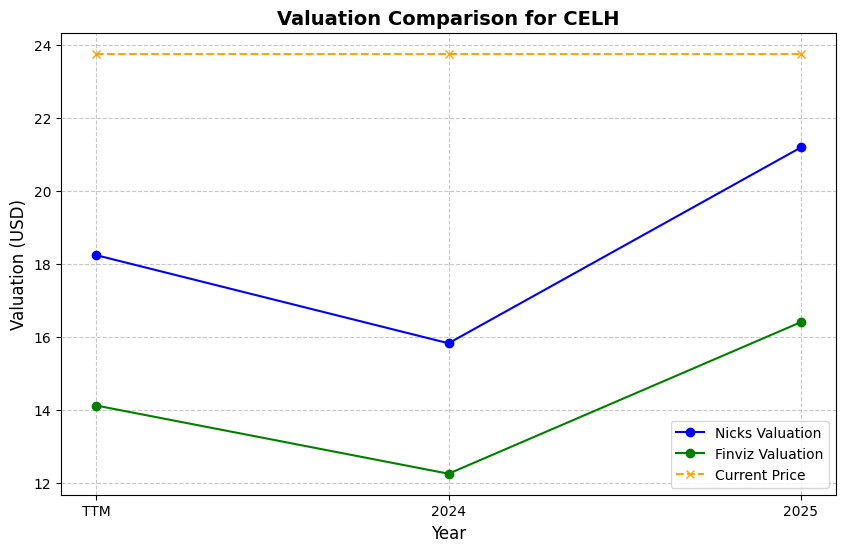 Valuation Comparison for CELH
Valuation (USD)
24
22
20
18
16
14
12
TTM
2024
2025
Year
Nicks Valuation
Finviz Valuation
Current Price